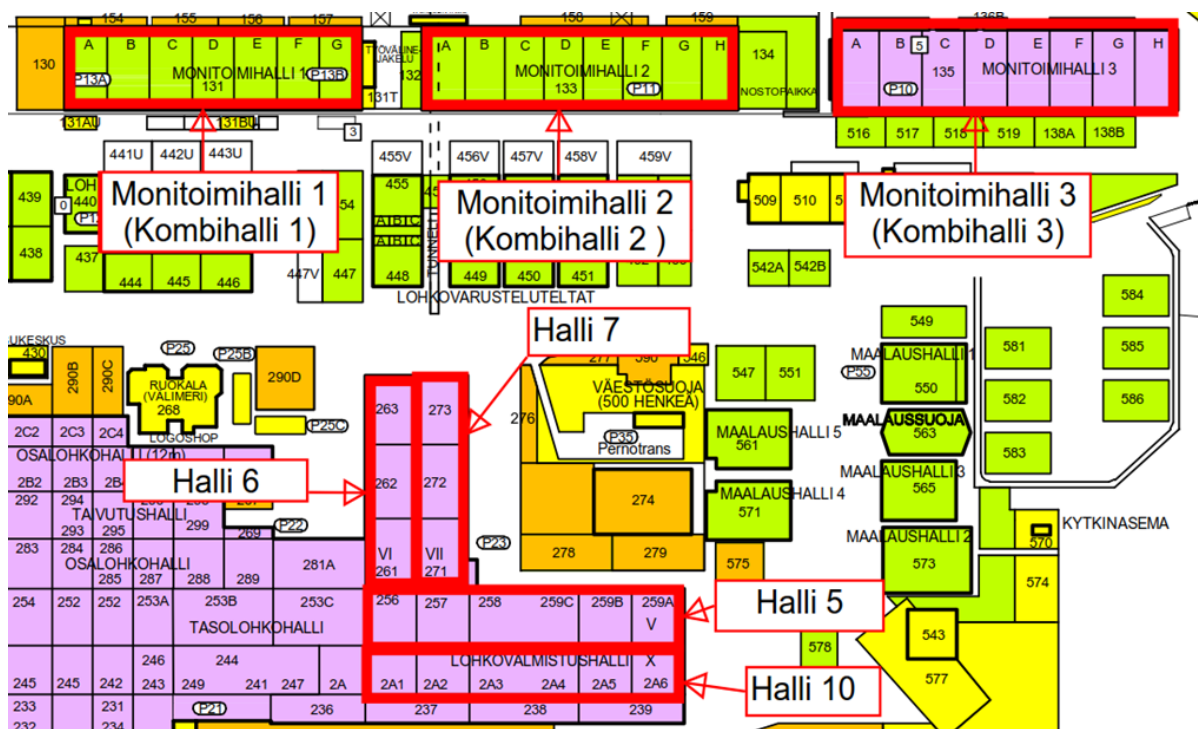 154 155 156 157 158 159 136B
130 A B C D E F G
MONITOIMIHALLI 1
P13A P13B
131
TYÖVÄLINE-
JAKELU
131T
132
A B C D E F G H
MONITOIMIHALLI 2
133 P11
134
NOSTOPAIKKA
A B C D E F G H
5
135 MONITOIMIHALLI 3
P10
131AU 131BU 3
516 517 518 519 138A 138B
441U 442U 443U 455V 456V 457V 458V 459V
439 440 0 455
Monitoimihalli 1
(Kombihalli 1)
Monitoimihalli 2
(Kombihalli 2 )
Monitoimihalli 3
(Kombihalli 3)
509 510
438 437 444 445 446 447V 447 448 449 450 451
TUNNELI
542A 542B
LOHKOVARUSTELUTELTAT
584
Halli 7
549 581 585
430 290B 290C P25 P25B 290D
RUOKALA
(VALIMERI)
268
LOGOSHOP
P25C
263 273
277 590 546
276
VÄESTÖSUOJA
(500 HENKEÄ)
P35
Pernotrans
547 551
MAALAUSHALLI 1
P55 550
582 586
2C2 2C3 2C4
OSALOHKOHALLI (12m)
MAALAUSHALLI 5
561
MAALAUSSUOJA
563
583
Halli 6
2B2 2B3 2B4
262 272
274
MAALAUSHALLI 4
571
MAALAUSHALLI 3
565
292 294
TAIVUTUSHALLI
293 295 299 269 P22
KYTKINASEMA
570
283 284 286
OSALOHKOHALLI
285 287 288 289 281A
VI VII
261 271
P23
278 279 575
MAALAUSHALLI 2
573
574
254 252 252 253A 253B 253C
256 257 258 259C 259B 259A
V
Halli 5
TASOLOHKOHALLI
578 543
246 244
LOHKOVALMISTUSHALLI X
245 245 242 243 249 241 247 2A
2A1 2A2 2A3 2A4 2A5 2A6
Halli 10
577
233 231 P21 236 237 238 239
232 234